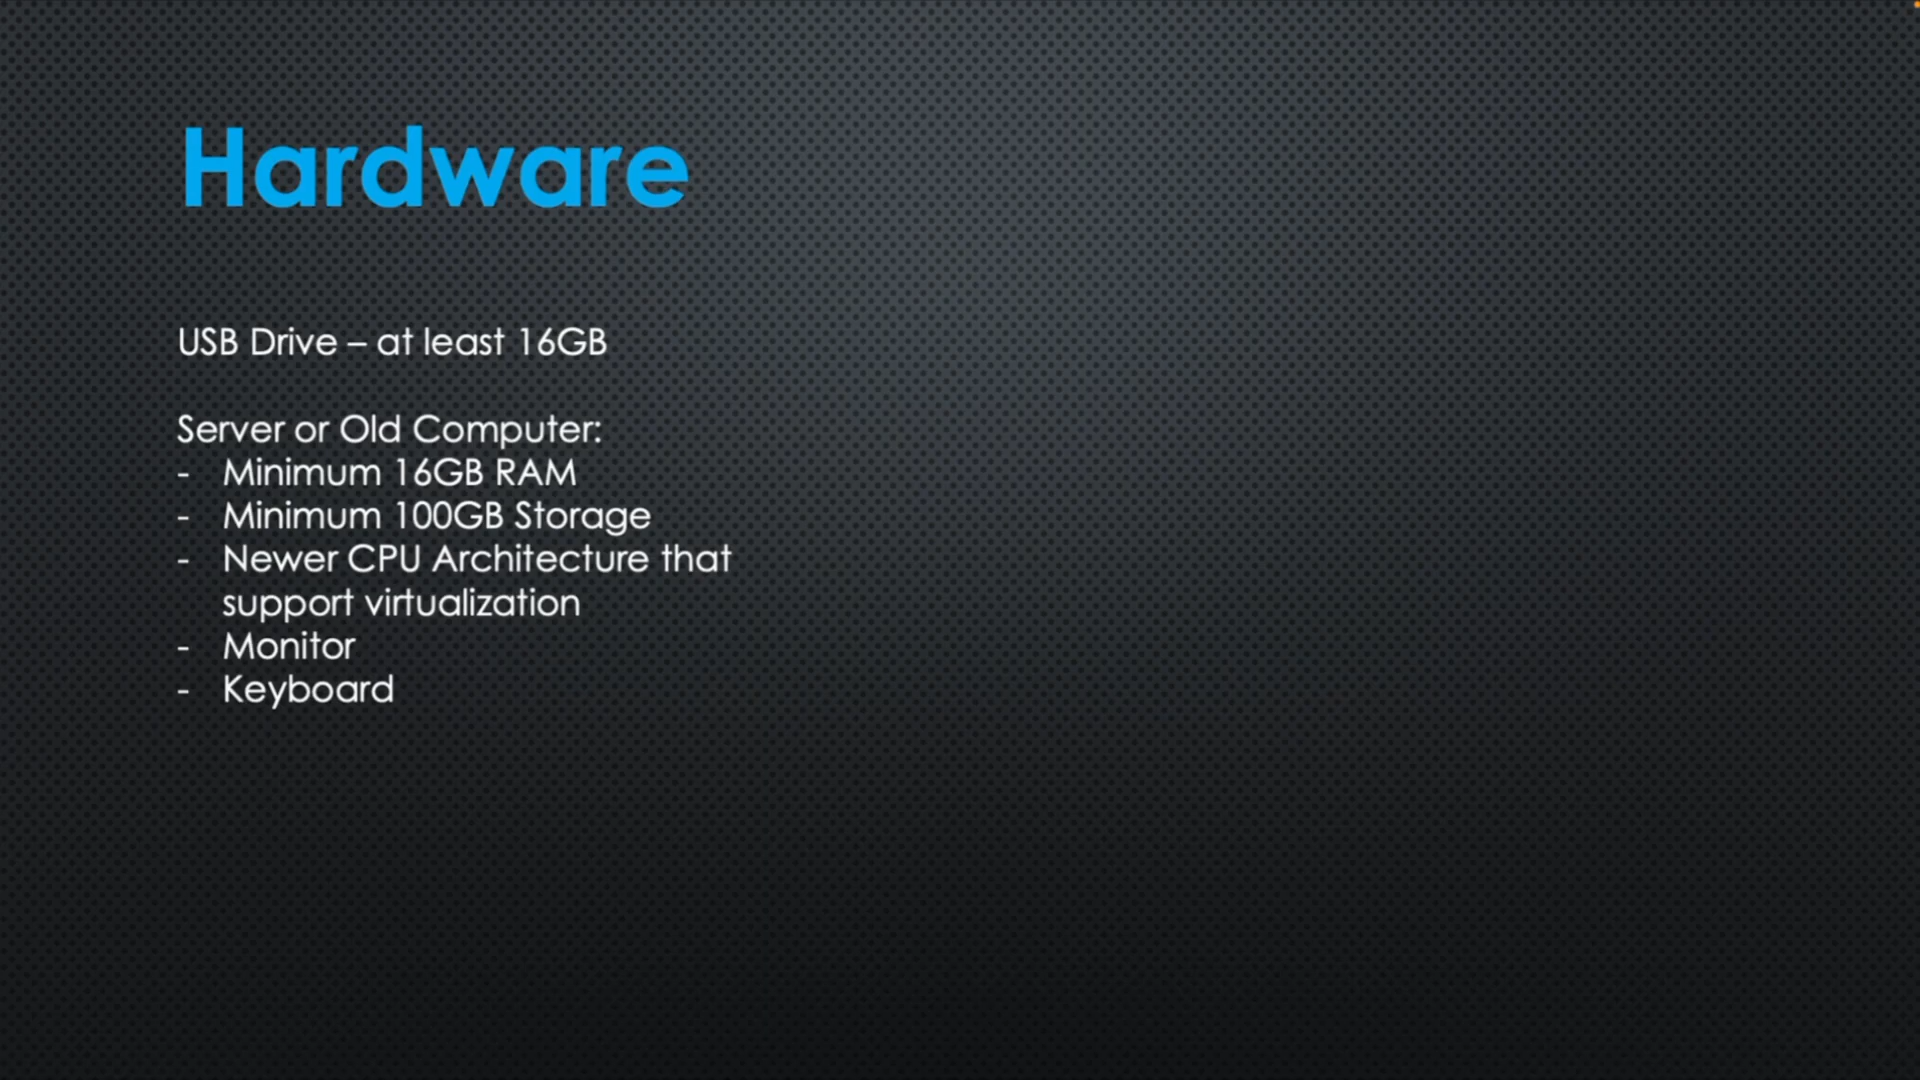 Hardware
USB Drive – at least 16GB
Server or Old Computer:
- Minimum 16GB RAM
- Minimum 100GB Storage
- Newer CPU Architecture that
support virtualization
- Monitor
- Keyboard